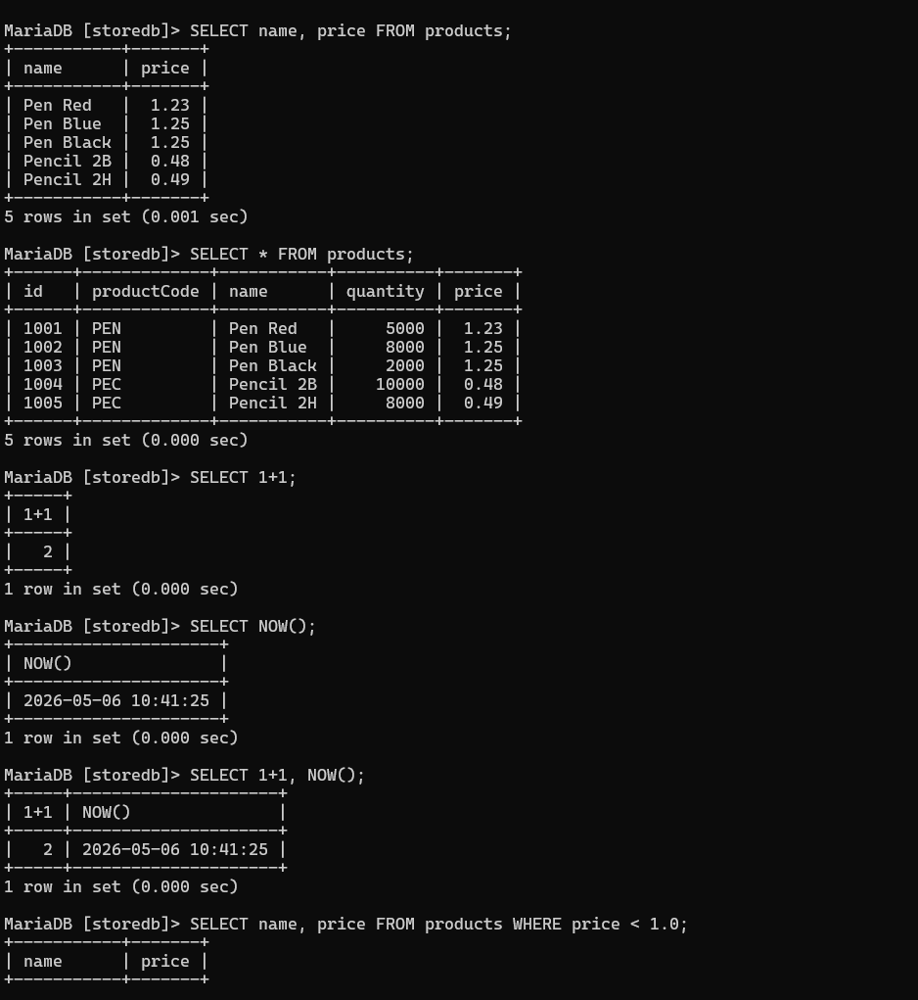 MariaDB [storedb]> SELECT name, price FROM products;
+-----------+-------+
| name      | price |
+-----------+-------+
| Pen Red   |  1.23 |
| Pen Blue  |  1.25 |
| Pen Black |  1.25 |
| Pencil 2B |  0.48 |
| Pencil 2H |  0.49 |
+-----------+-------+
5 rows in set (0.001 sec)

MariaDB [storedb]> SELECT * FROM products;
+------+-------------+-----------+----------+-------+
| id   | productCode | name      | quantity | price |
+------+-------------+-----------+----------+-------+
| 1001 | PEN         | Pen Red   |     5000 |  1.23 |
| 1002 | PEN         | Pen Blue  |     8000 |  1.25 |
| 1003 | PEN         | Pen Black |     2000 |  1.25 |
| 1004 | PEC         | Pencil 2B |    10000 |  0.48 |
| 1005 | PEC         | Pencil 2H |     8000 |  0.49 |
+------+-------------+-----------+----------+-------+
5 rows in set (0.000 sec)

MariaDB [storedb]> SELECT 1+1;
+-----+
| 1+1 |
+-----+
|   2 |
+-----+
1 row in set (0.000 sec)

MariaDB [storedb]> SELECT NOW();
+---------------------+
| NOW()               |
+---------------------+
| 2026-05-06 10:41:25 |
+---------------------+
1 row in set (0.000 sec)

MariaDB [storedb]> SELECT 1+1, NOW();
+-----+---------------------+
| 1+1 | NOW()               |
+-----+---------------------+
|   2 | 2026-05-06 10:41:25 |
+-----+---------------------+
1 row in set (0.000 sec)

MariaDB [storedb]> SELECT name, price FROM products WHERE price < 1.0;
+-----------+-------+
| name      | price |
+-----------+-------+